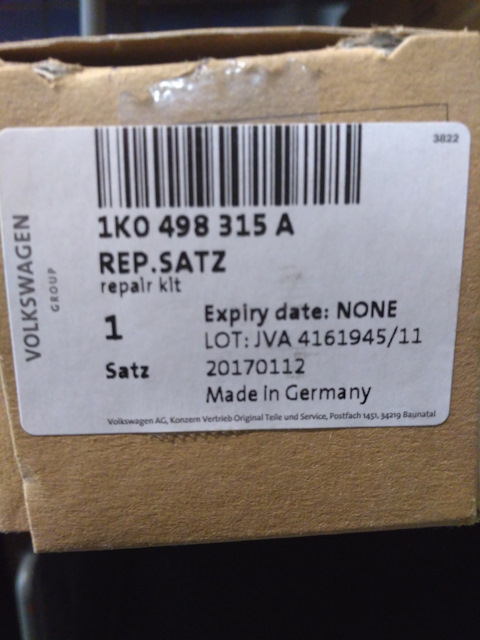 3822
VOLKSWAGEN
GROUP
1K0 498 315 A
REP.SATZ
repair kit
1
Satz
Expiry date: NONE
LOT: JVA 4161945/11
20170112
Made in Germany
Volkswagen AG, Konzern Vertrieb Original Teile und Service, Postfach 1451, 34219 Baunatal